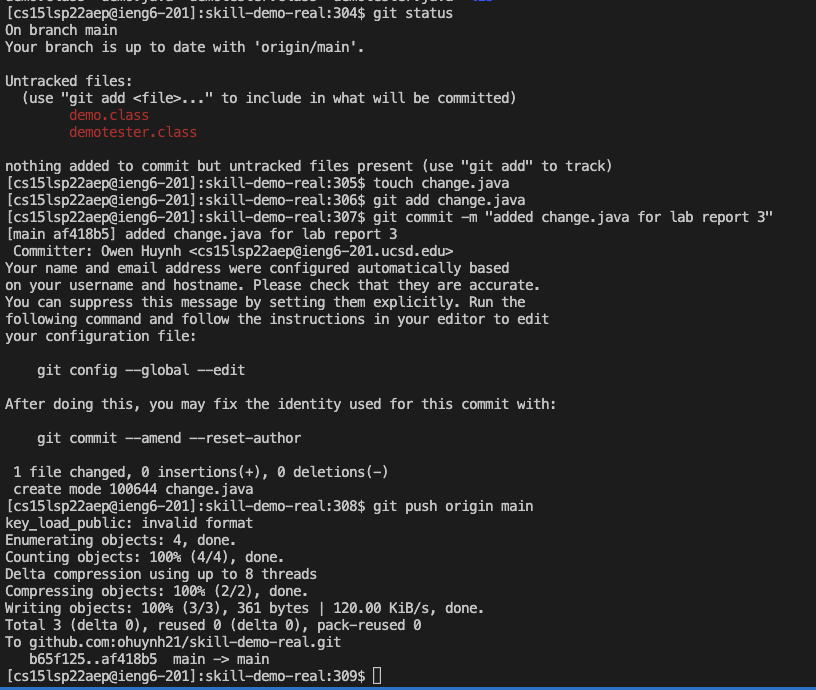 [cs15lsp22aep@ieng6-201]:skill-demo-real:304$ git status
On branch main
Your branch is up to date with 'origin/main'.
Untracked files:
(use "git add <file>..." to include in what will be committed)
demo.class
demotester.class
nothing added to commit but untracked files present (use "git add" to track)
[cs15lsp22aep@ieng6-201]:skill-demo-real:305$ touch change.java
[cs15lsp22aep@ieng6-201]:skill-demo-real:306$ git add change.java
[cs15lsp22aep@ieng6-201]:skill-demo-real:307$ git commit -m "added change.java for lab report 3"
[main af418b5] added change.java for lab report 3
Committer: Owen Huynh <cs15lsp22aep@ieng6-201.ucsd.edu>
Your name and email address were configured automatically based
on your username and hostname. Please check that they are accurate.
You can suppress this message by setting them explicitly. Run the
following command and follow the instructions in your editor to edit
your configuration file:
git config --global --edit
After doing this, you may fix the identity used for this commit with:
git commit --amend --reset-author
1 file changed, 0 insertions(+), 0 deletions(-)
create mode 100644 change.java
[cs15lsp22aep@ieng6-201]:skill-demo-real:308$ git push origin main
key_load_public: invalid format
Enumerating objects: 4, done.
Counting objects: 100% (4/4), done.
Delta compression using up to 8 threads
Compressing objects: 100% (2/2), done.
Writing objects: 100% (3/3), 361 bytes | 120.00 KiB/s, done.
Total 3 (delta 0), reused 0 (delta 0), pack-reused 0
To github.com:ohuynh21/skill-demo-real.git
b65f125..af418b5  main -> main
[cs15lsp22aep@ieng6-201]:skill-demo-real:309$